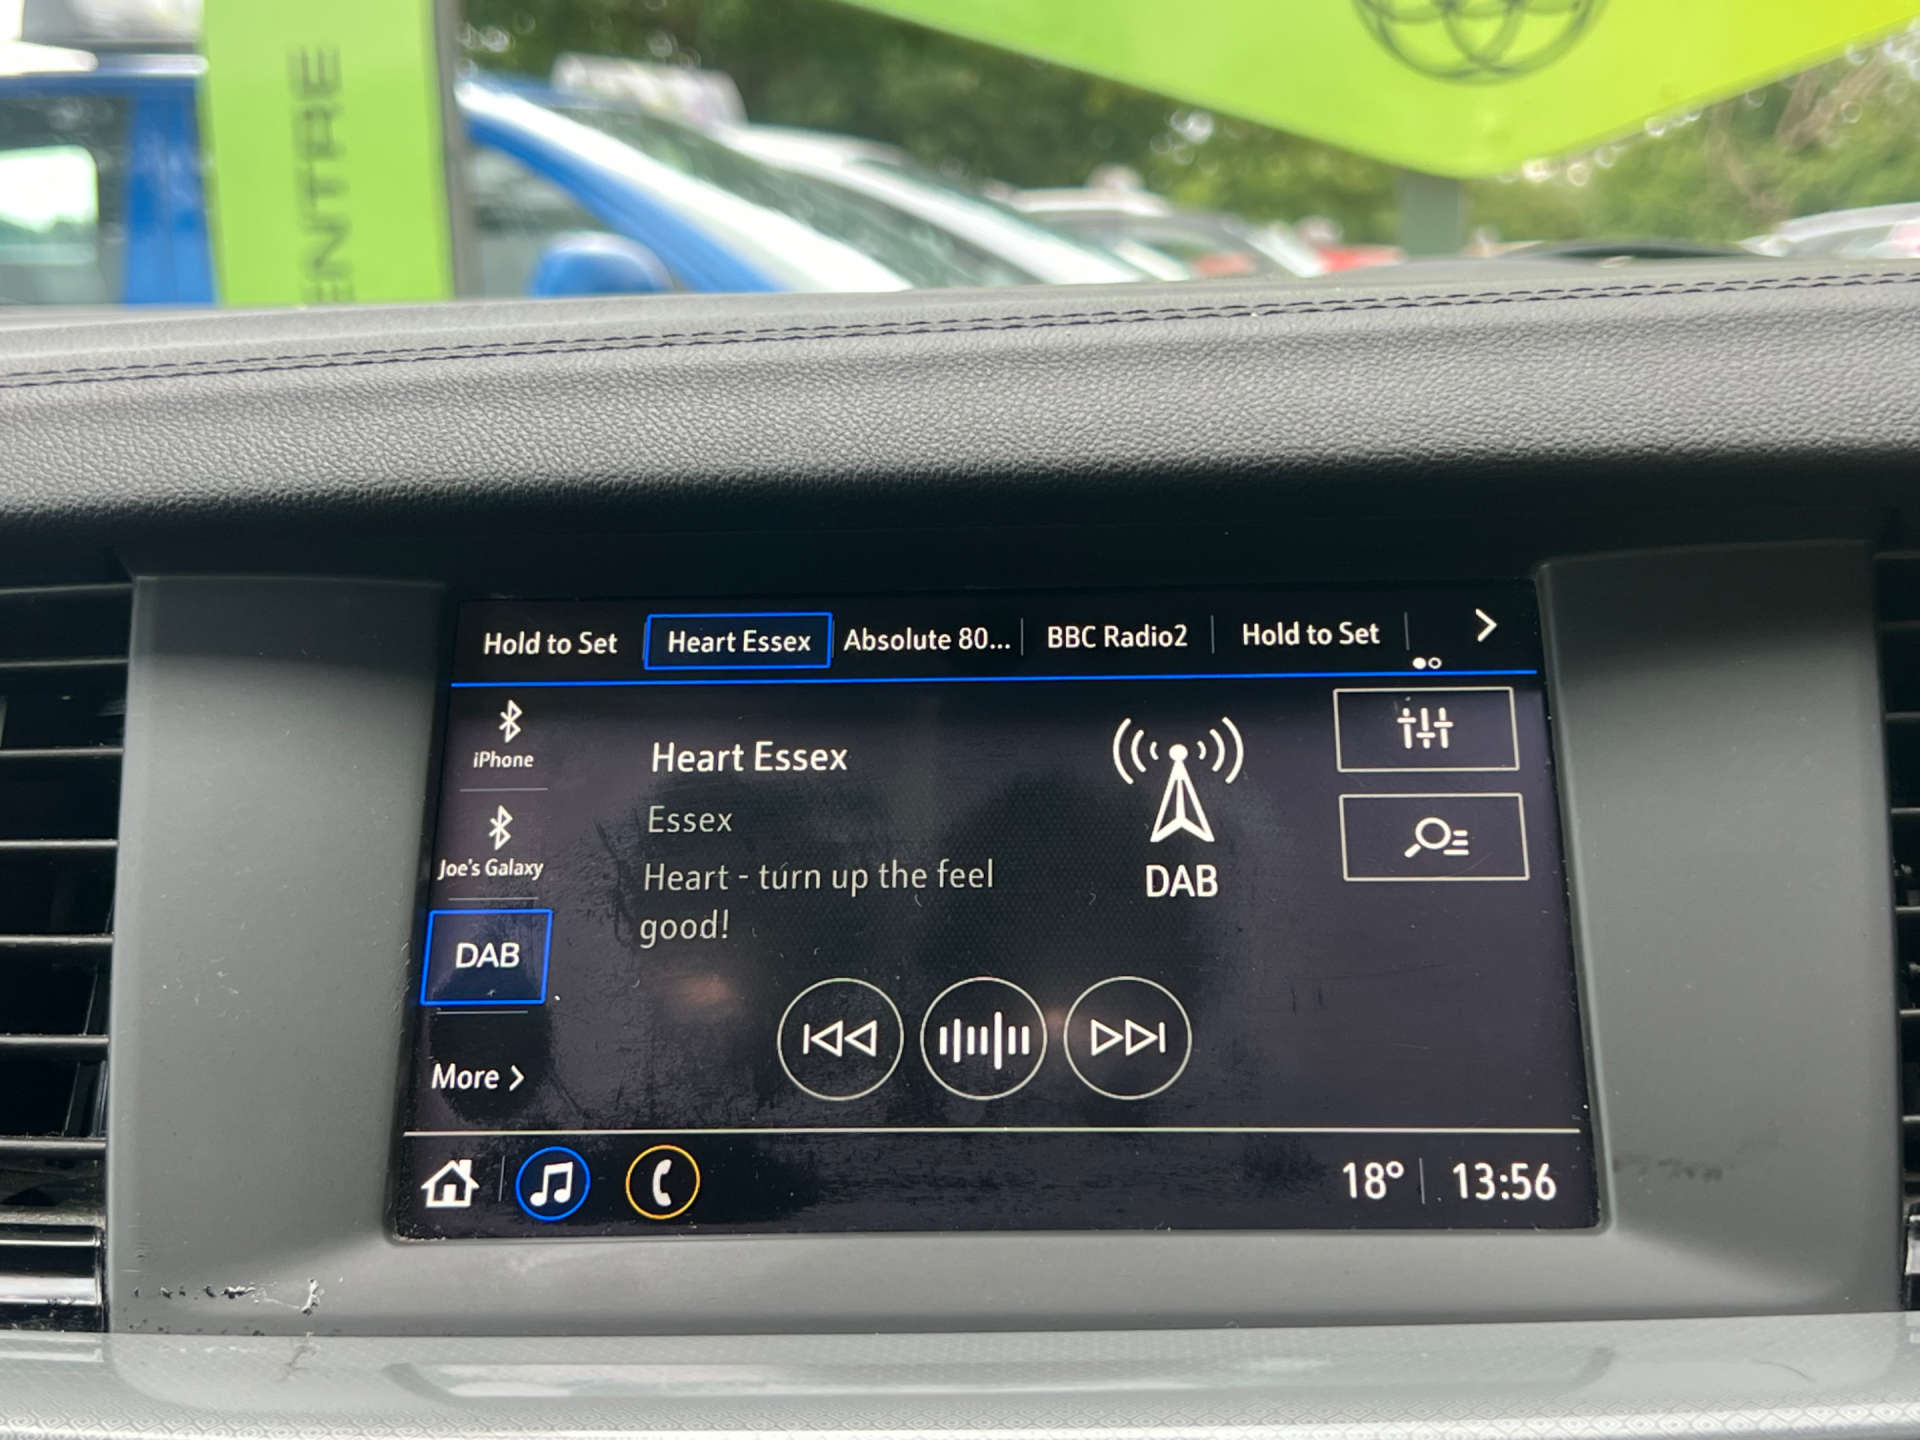 ENTRE
Hold to Set
Heart Essex
Absolute 80...
BBC Radio2
Hold to Set
iPhone
Joe's Galaxy
DAB
More
Heart Essex
Essex
Heart - turn up the feel
good!
DAB
18°
13:56